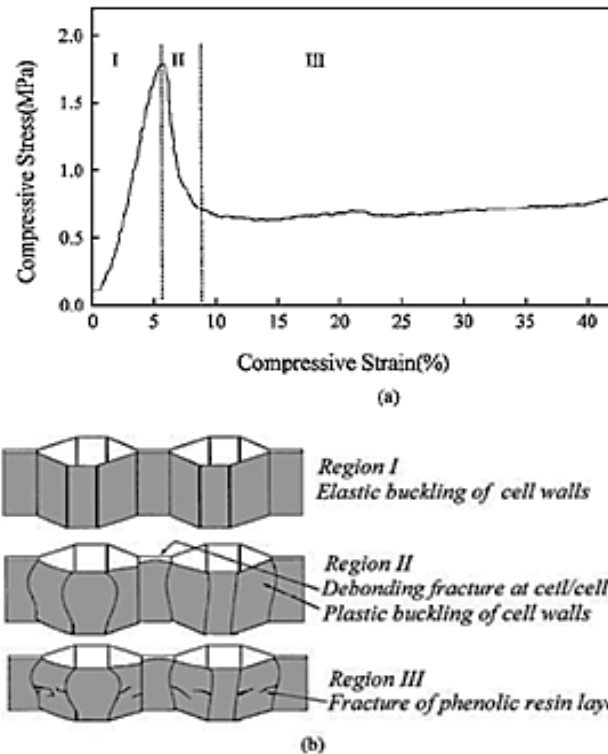 Compressive Stress(MPa)
2.0
1.5
1.0
0.5
0.0
I II III
0 5 10 15 20 25 30 35 40
Compressive Strain(%)
(a)
Region I
Elastic buckling of cell walls
Region II
Debonding fracture at cell/cell
Plastic buckling of cell walls
Region III
Fracture of phenolic resin laye
(b)